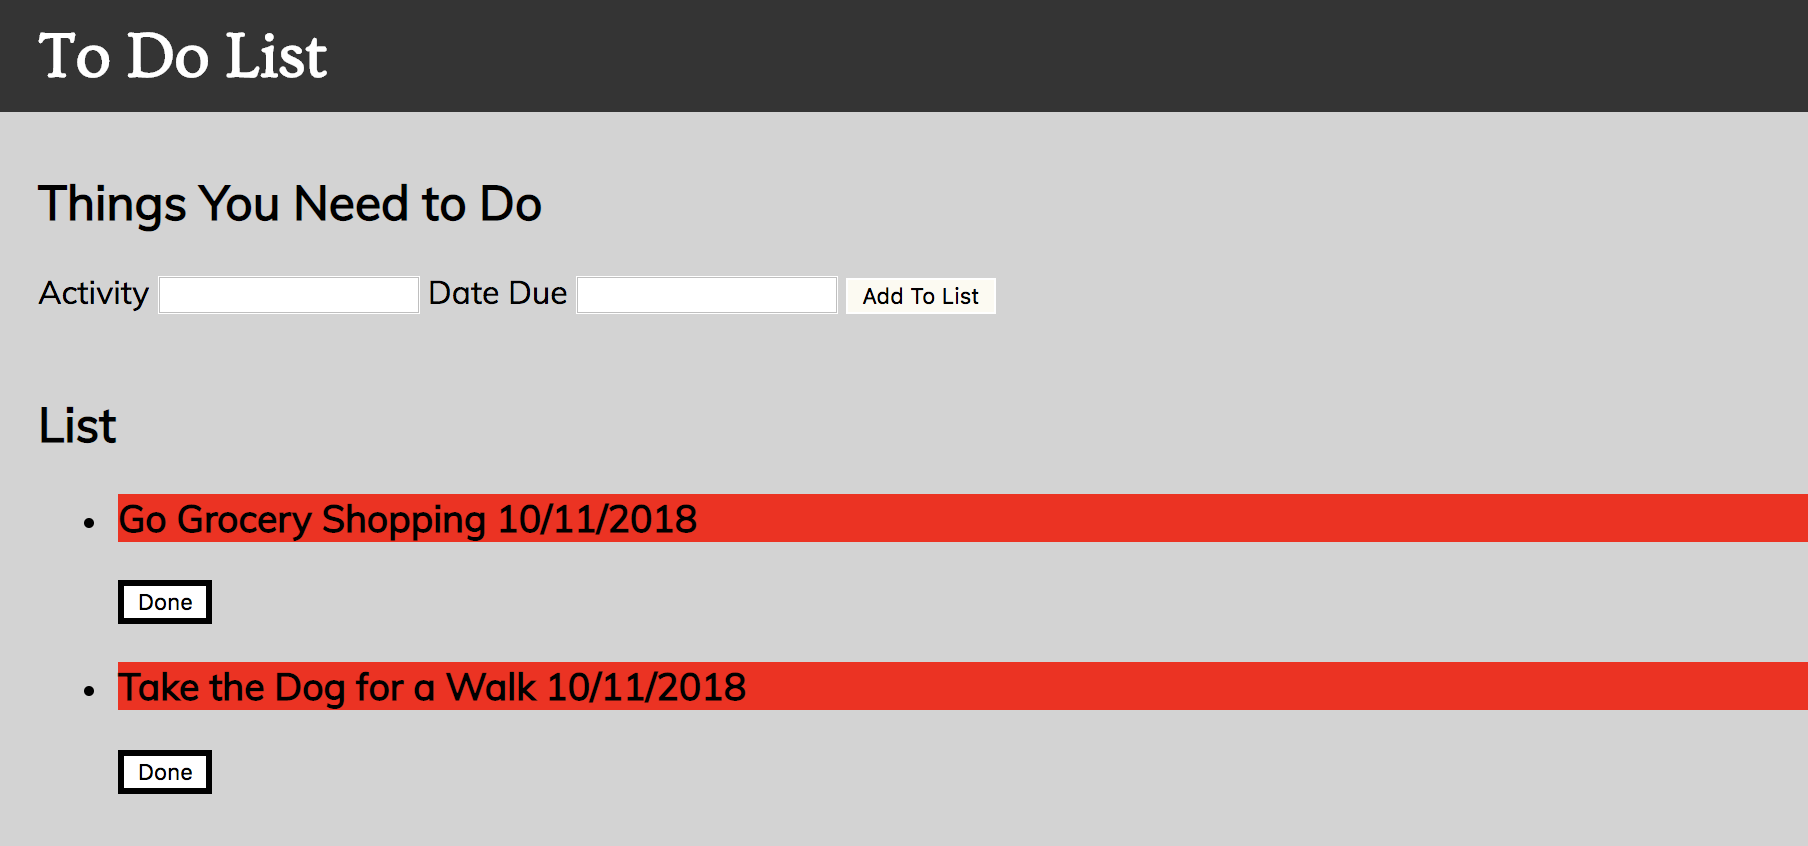 To Do List
Things You Need to Do
Activity Date Due Add To List
List
Go Grocery Shopping 10/11/2018
Done
Take the Dog for a Walk 10/11/2018
Done